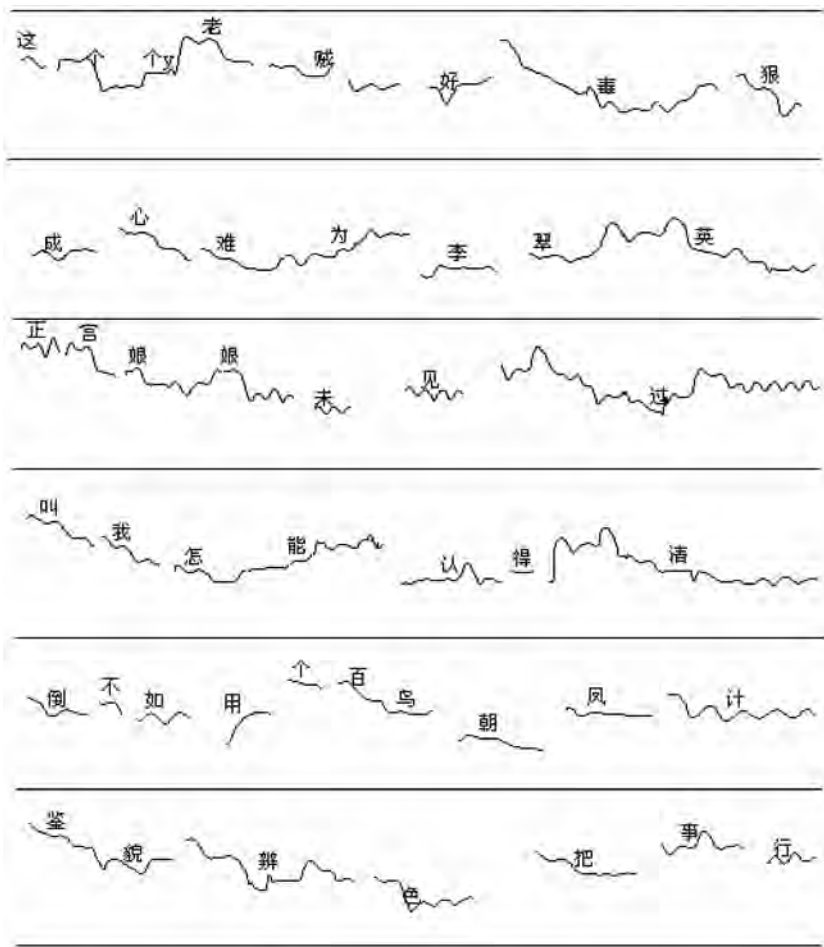 这个个y老贼好毒狠
成心难为李翠英
正宫娘娘未见过
叫我怎能认得清
倒不如用个百鸟朝凤计
鉴貌辨色把事行